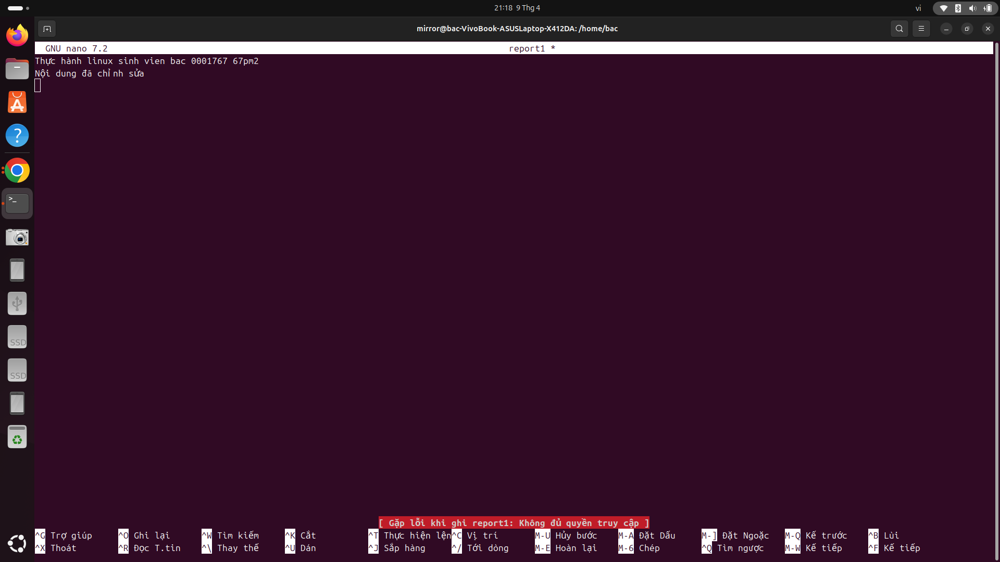 21:18 9 Thg 4
vi
mirror@bac-VivoBook-ASUSLaptop-X412DA: /home/bac
GNU nano 7.2 report1 *
Thực hành linux sinh vien bac 0001767 67pm2
Nội dung đã chỉnh sửa
>_
SSD
SSD
[ Gặp lỗi khi ghi report1: Không đủ quyền truy cập ]
^G Trợ giúp ^O Ghi lại ^W Tìm kiếm ^K Cắt ^T Thực hiện lện^C Vị trí M-U Hủy bước M-A Đặt Dấu M-] Đặt Ngoặc M-Q Kế trước ^B Lùi
^X Thoát ^R Đọc T.tin ^\ Thay thế ^U Dán ^J Sắp hàng ^/ Tới dòng M-E Hoàn lại M-6 Chép ^Q Tìm ngược M-W Kế tiếp ^F Kế tiếp